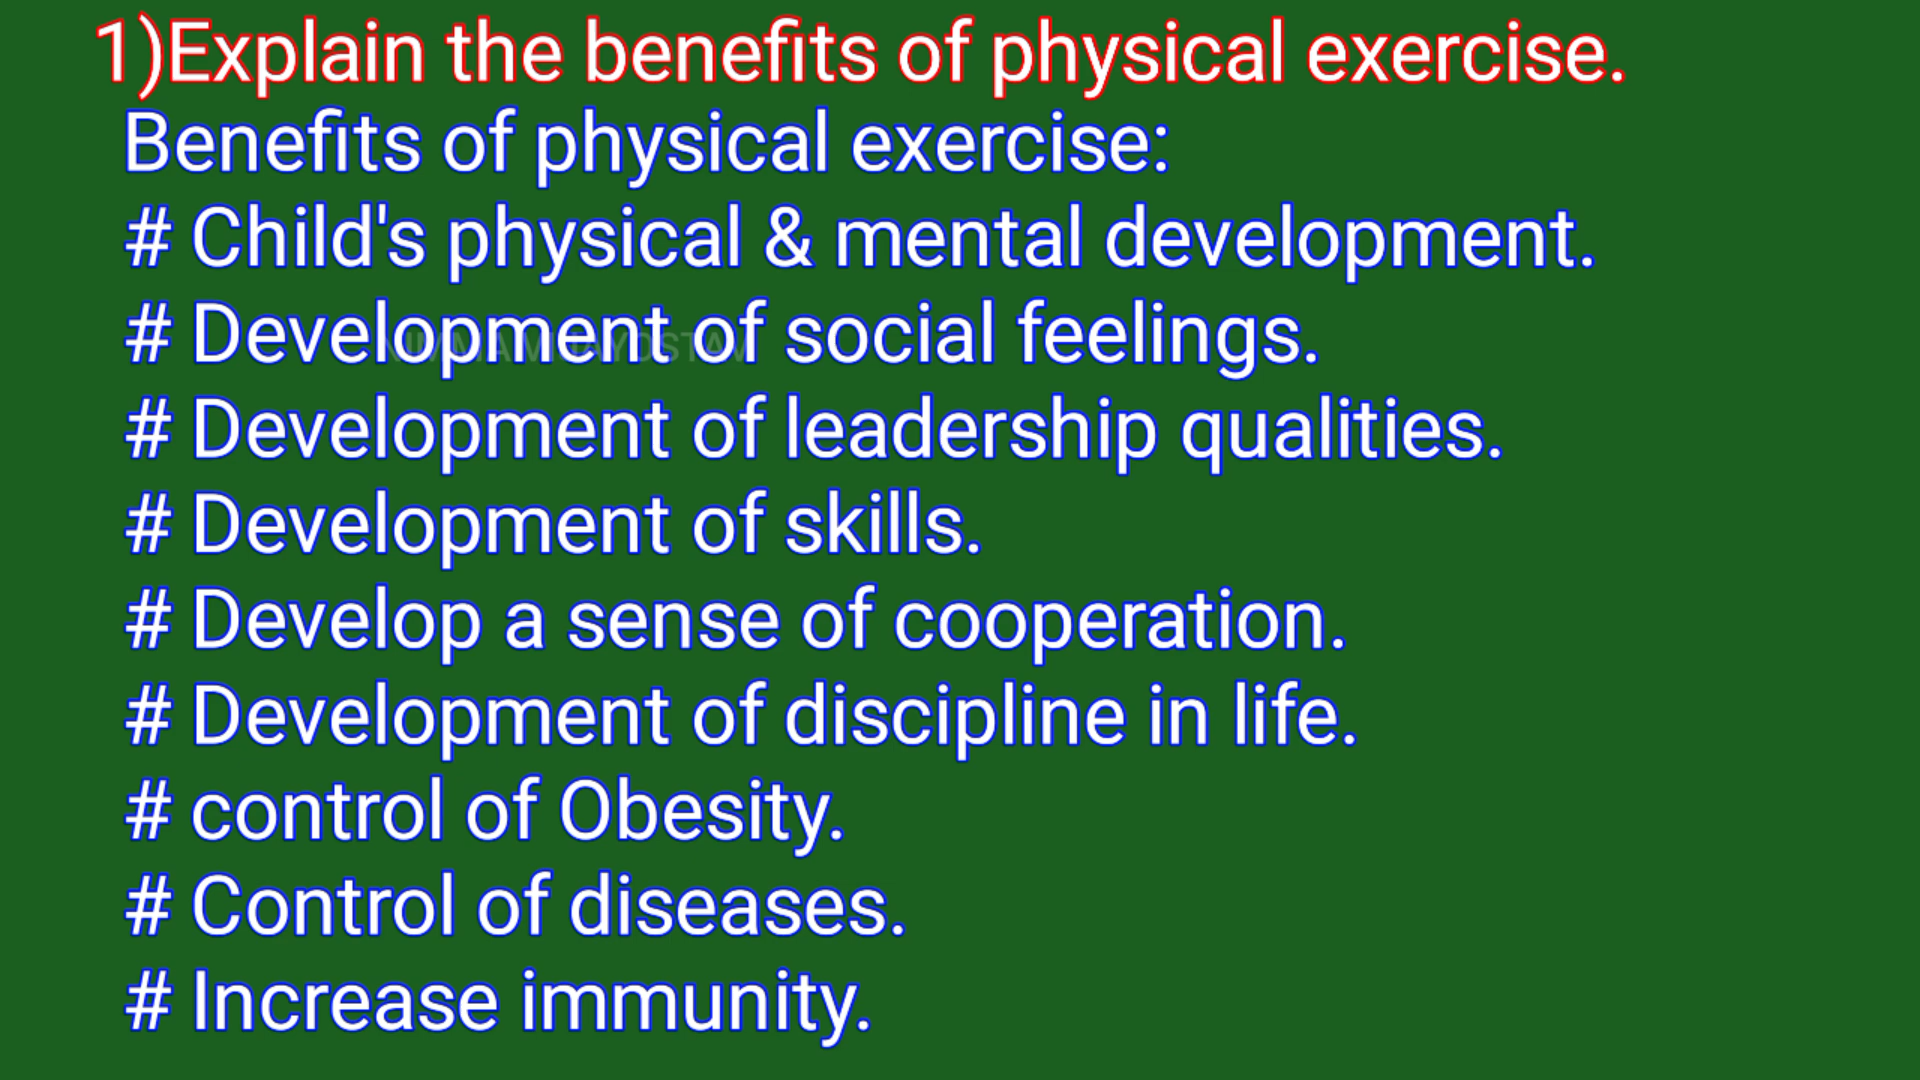 1)Explain the benefits of physical exercise.
Benefits of physical exercise:
# Child's physical & mental development.
# Development of social feelings.
# Development of leadership qualities.
# Development of skills.
# Develop a sense of cooperation.
# Development of discipline in life.
# control of Obesity.
# Control of diseases.
# Increase immunity.